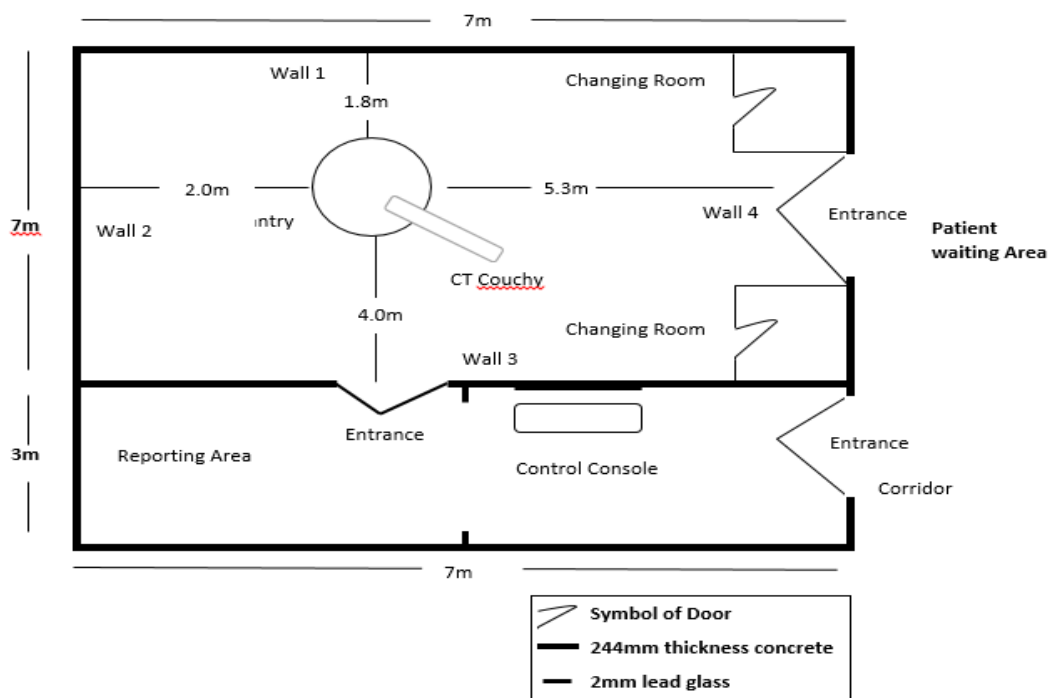 7m
Wall 1
Changing Room
1.8m
2.0m
5.3m
Wall 4
Entrance
7m
Wall 2
ntry
Patient
waiting Area
CT Couchy
4.0m
Changing Room
Wall 3
Entrance
Entrance
3m
Reporting Area
Control Console
Corridor
7m
Symbol of Door
244mm thickness concrete
2mm lead glass